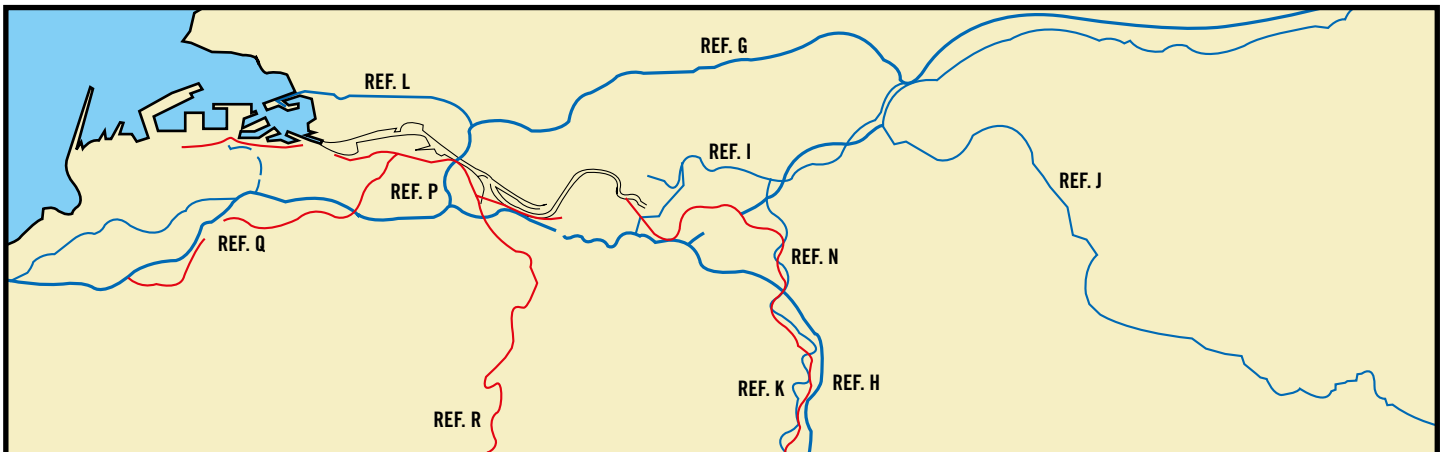 REF. G
REF. L
REF. I
REF. J
REF. P
REF. Q
REF. N
REF. K
REF. H
REF. R